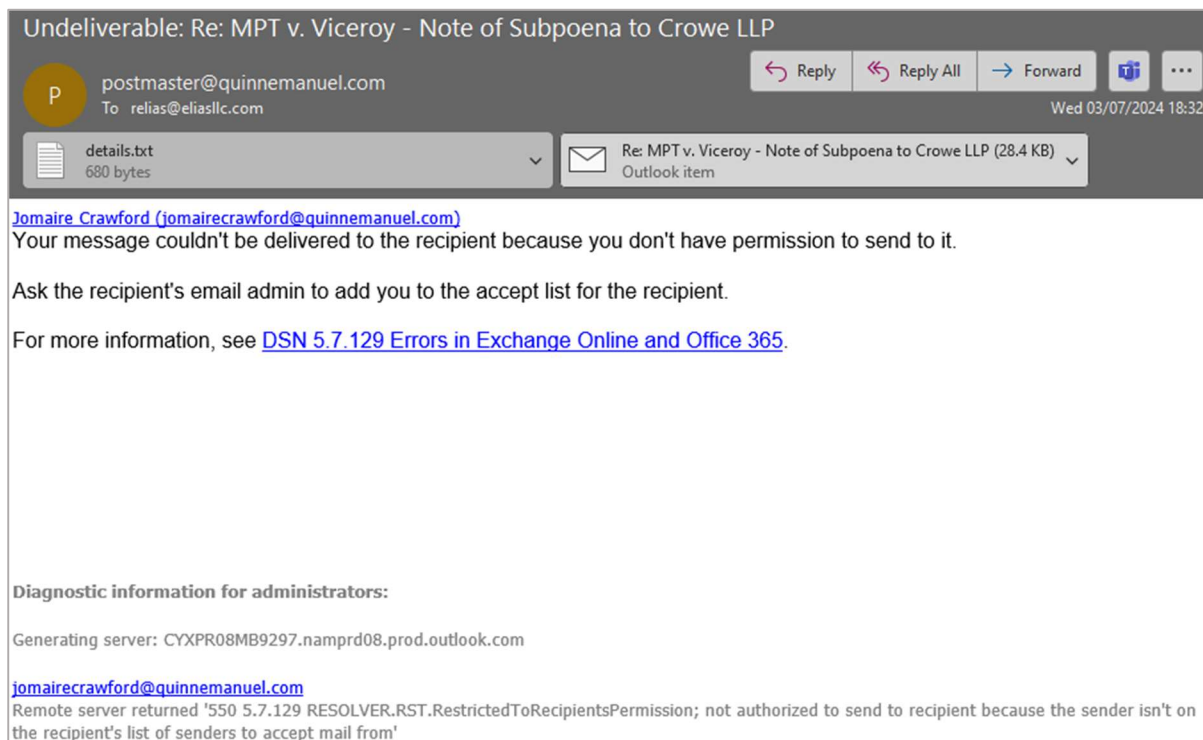 Undeliverable: Re: MPT v. Viceroy - Note of Subpoena to Crowe LLP
P
postmaster@quinnemanuel.com
To relias@eliasllc.com
Reply
Reply All
Forward
Wed 03/07/2024 18:32
details.txt
680 bytes
Re: MPT v. Viceroy - Note of Subpoena to Crowe LLP (28.4 KB)
Outlook item
Jomaire Crawford (jomairecrawford@quinnemanuel.com)
Your message couldn't be delivered to the recipient because you don't have permission to send to it.
Ask the recipient's email admin to add you to the accept list for the recipient.
For more information, see DSN 5.7.129 Errors in Exchange Online and Office 365.
Diagnostic information for administrators:
Generating server: CYXPR08MB9297.namprd08.prod.outlook.com
jomairecrawford@quinnemanuel.com
Remote server returned '550 5.7.129 RESOLVER.RST.RestrictedToRecipientsPermission; not authorized to send to recipient because the sender isn't on
the recipient's list of senders to accept mail from'